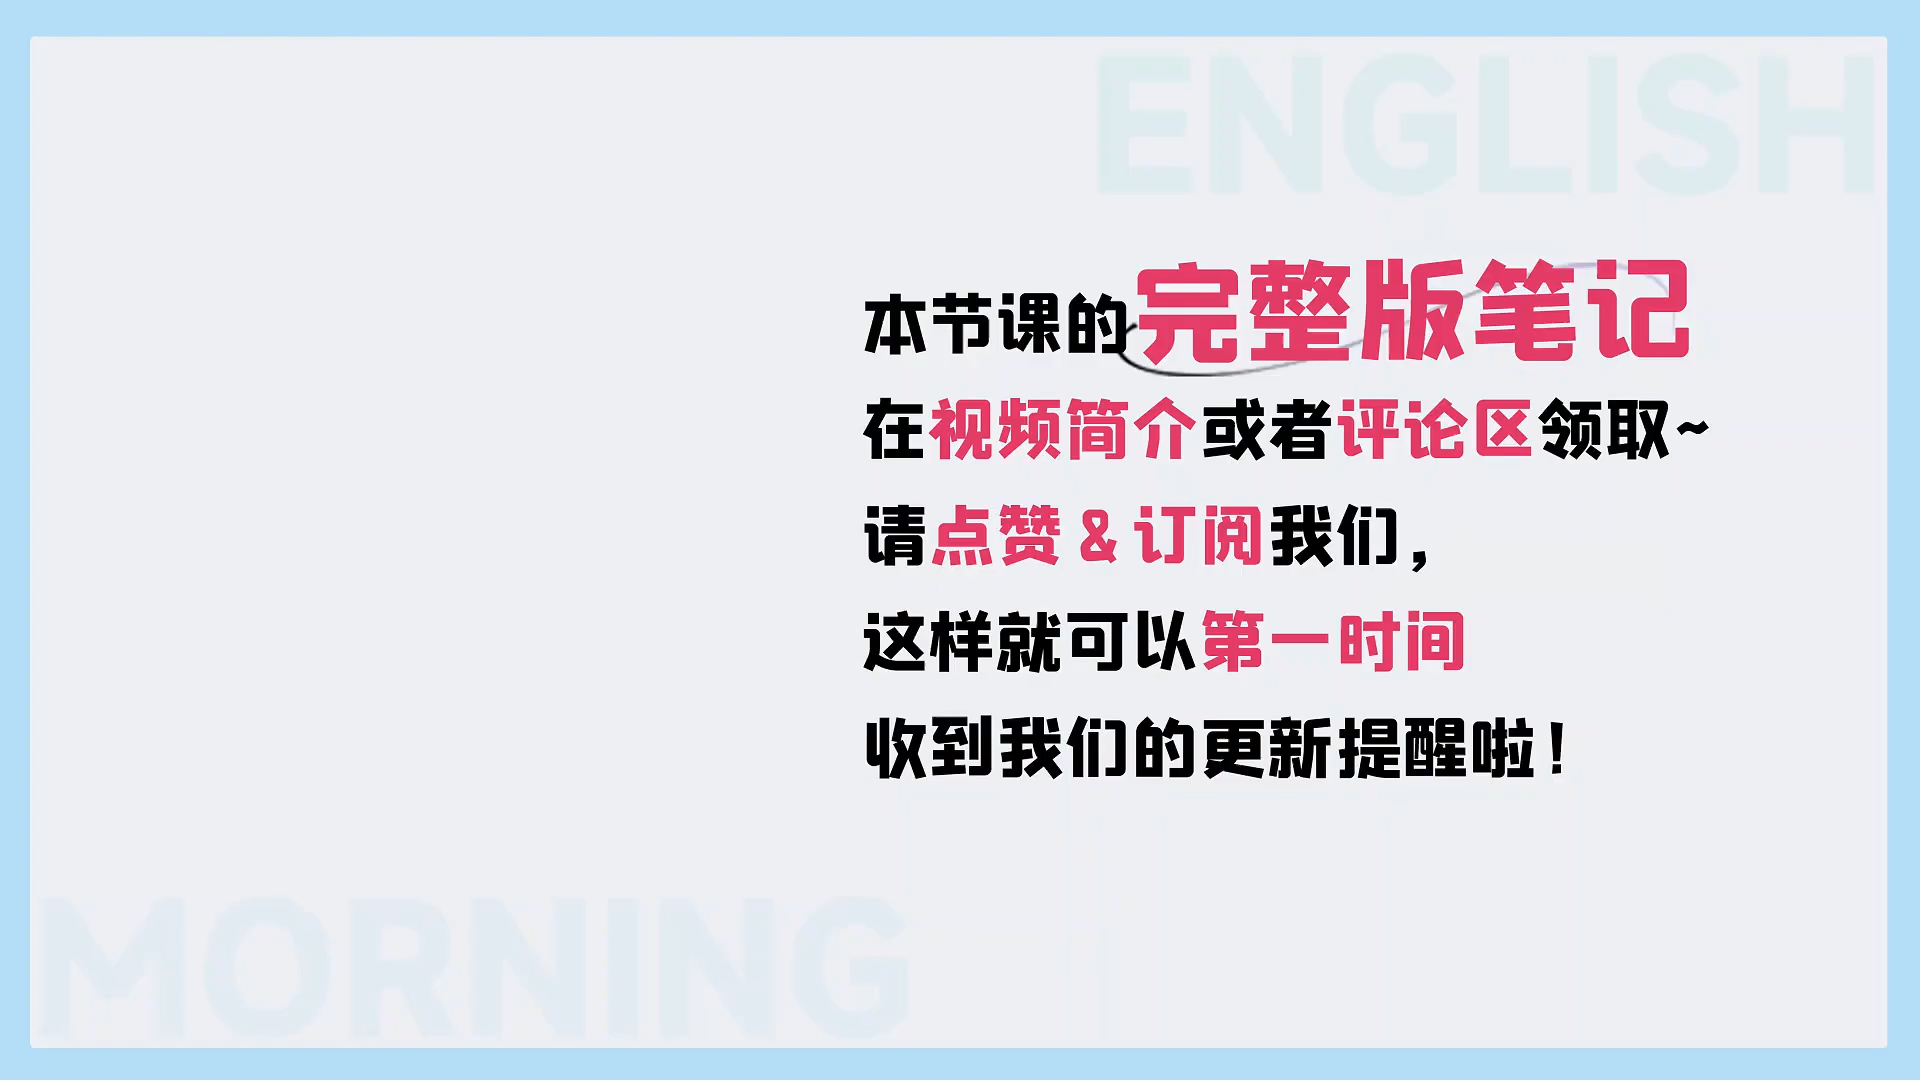 ENGLISH
本节课的完整版笔记
在视频简介或者评论区领取~
请点赞&订阅我们，
这样就可以第一时间
收到我们的更新提醒啦！
MORNING